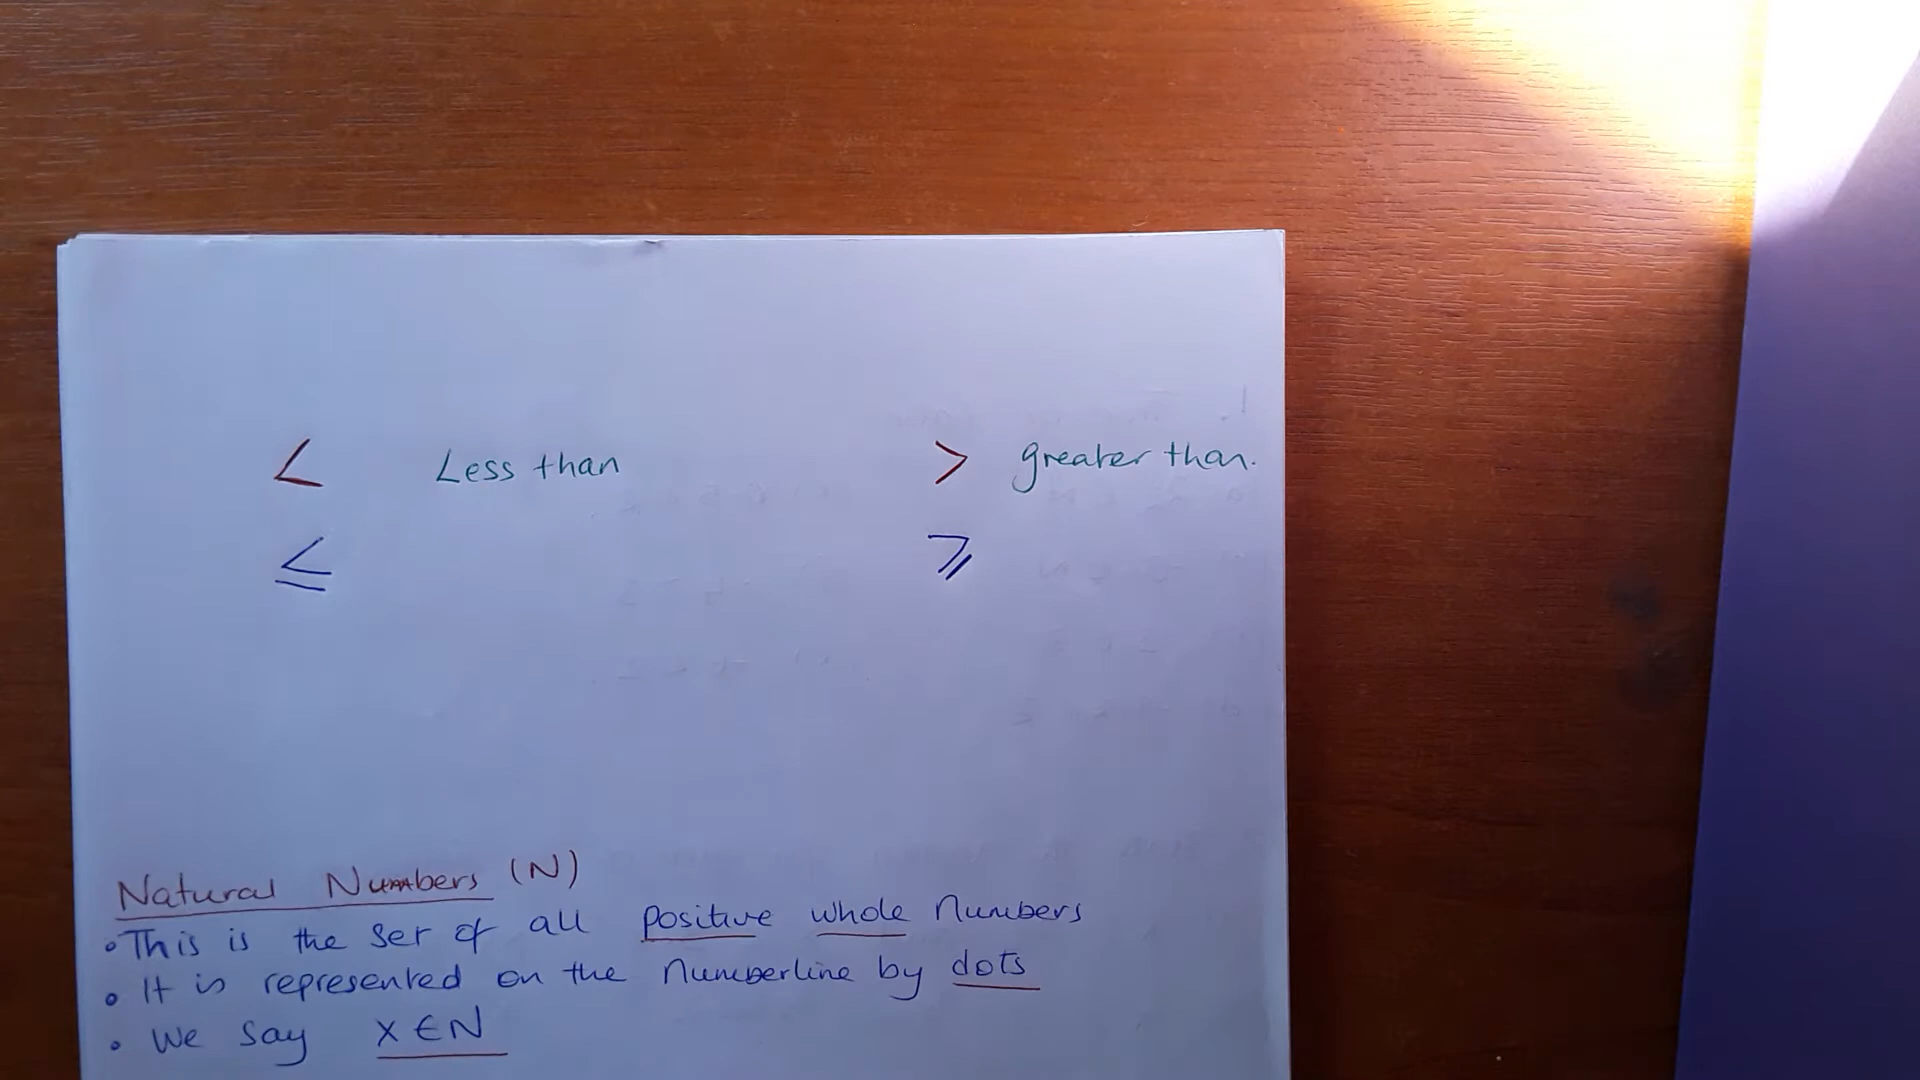 < Less than > greater than.
≤ ≥
Natural Numbers (N)
• This is the set of all positive whole numbers
• It is represented on the numberline by dots
• We say x ∈ N